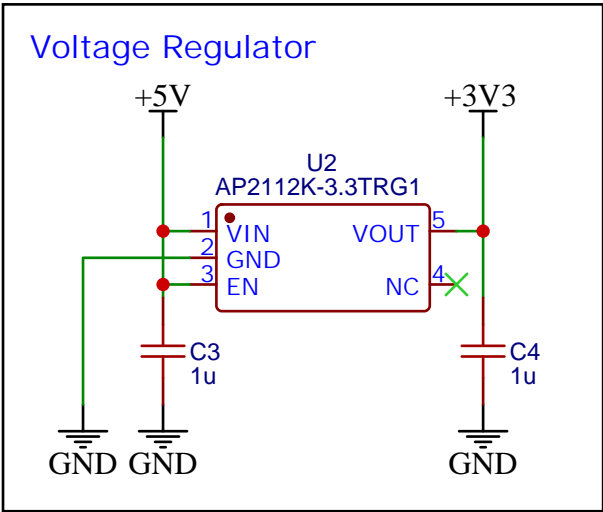 Voltage Regulator
+5V
+3V3
U2
AP2112K-3.3TRG1
1
VIN
VOUT
5
2
GND
3
EN
NC
4
C3
1u
C4
1u
GND
GND
GND